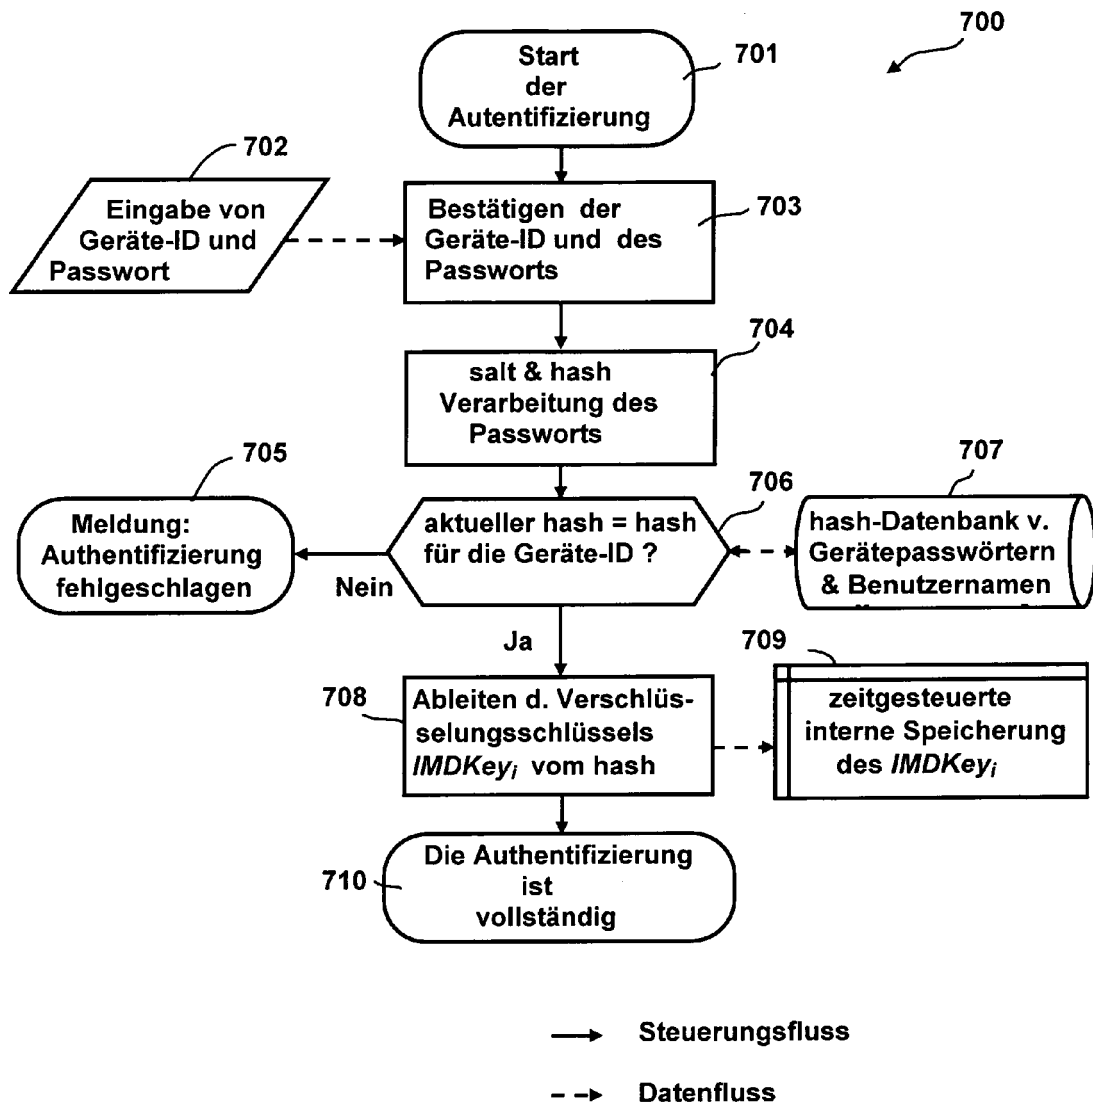 700
Start
der
Autentifizierung
701
702
Eingabe von
Geräte-ID und
Passwort
Bestätigen der
Geräte-ID und des
Passworts
703
704
salt & hash
Verarbeitung des
Passworts
705
Meldung:
Authentifizierung
fehlgeschlagen
706
aktueller hash = hash
für die Geräte-ID ?
707
hash-Datenbank v.
Gerätepasswörtern
& Benutzernamen
Nein
Ja
708
Ableiten d. Verschlüs-
selungsschlüssels
IMDKeyi vom hash
709
zeitgesteuerte
interne Speicherung
des IMDKeyi
710
Die Authentifizierung
ist
vollständig
Steuerungsfluss
Datenfluss